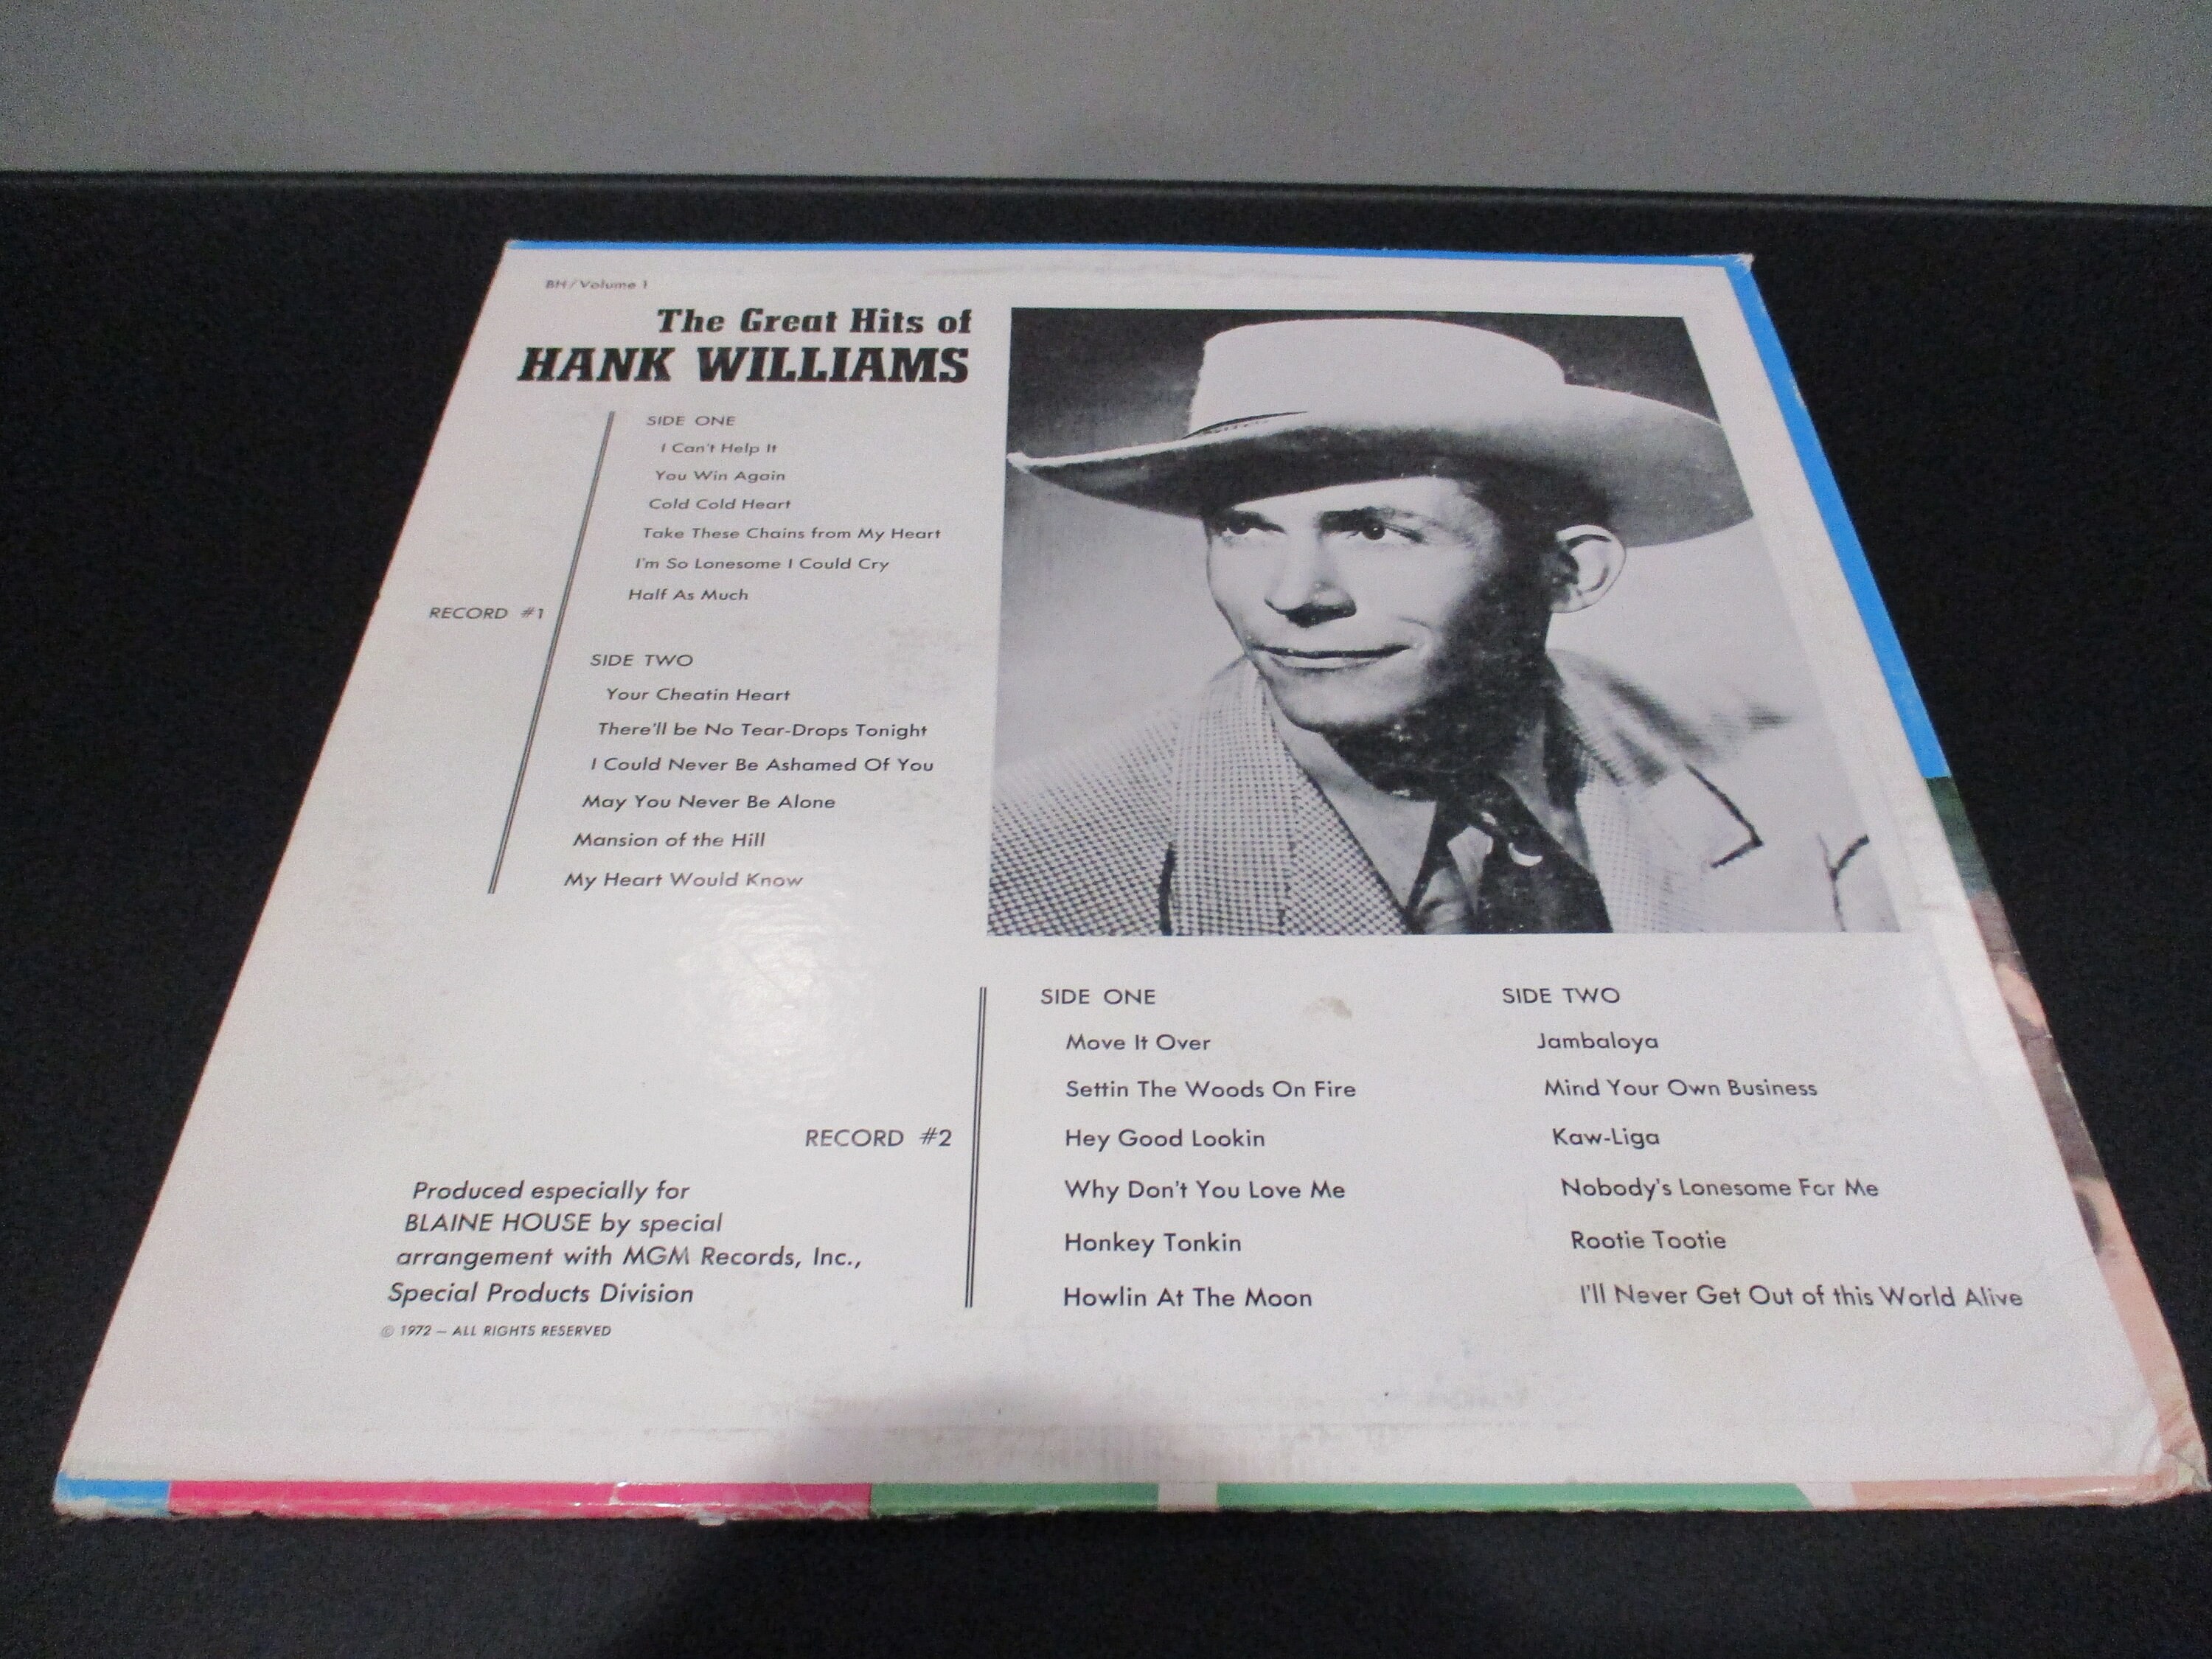 BH/Volume 1
The Great Hits of
HANK WILLIAMS
SIDE ONE
I Can't Help It
You Win Again
Cold Cold Heart
Take These Chains from My Heart
I'm So Lonesome I Could Cry
Half As Much
RECORD #1
SIDE TWO
Your Cheatin Heart
There'll be No Tear-Drops Tonight
I Could Never Be Ashamed Of You
May You Never Be Alone
Mansion of the Hill
My Heart Would Know
RECORD #2
SIDE ONE
Move It Over
Settin The Woods On Fire
Hey Good Lookin
Why Don't You Love Me
Honkey Tonkin
Howlin At The Moon
SIDE TWO
Jambaloya
Mind Your Own Business
Kaw-Liga
Nobody's Lonesome For Me
Rootie Tootie
I'll Never Get Out of this World Alive
Produced especially for
BLAINE HOUSE by special
arrangement with MGM Records, Inc.,
Special Products Division
© 1972 – ALL RIGHTS RESERVED